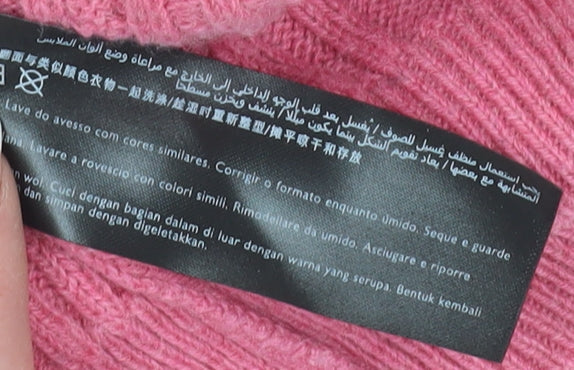 يجب استعمال منظف غسيل للصوف / يُغسل بعد قلب الوجه الداخلي إلى الخارج مع مراعاة وضع ألوان الملابس
المتشابهة مع بعضها / يعاد تقويم الشكل بينما يكون مبللًا / ينشف ويخزن مسطحًا
面与类似颜色衣物一起洗涤/趁湿时重新整型/摊平晾干和存放
Lave do avesso com cores similares. Corrigir o formato enquanto úmido. Seque e guarde
Lavare a rovescio con colori simili. Rimodellare da umido. Asciugare e riporre
wol. Cuci dengan bagian dalam di luar dengan warna yang serupa. Bentuk kembali
dan simpan dengan digeletakkan.